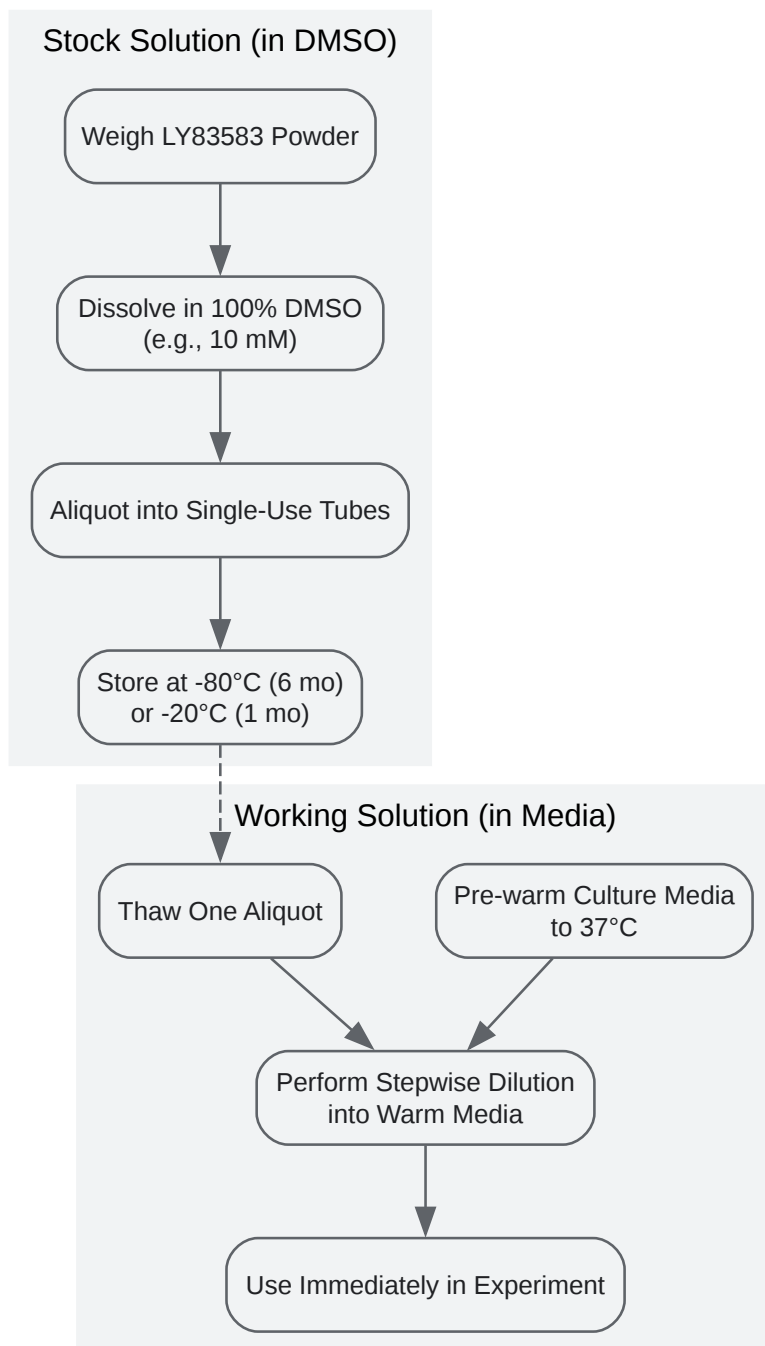 Stock Solution (in DMSO)
Weigh LY83583 Powder
Dissolve in 100% DMSO
(e.g., 10 mM)
Aliquot into Single-Use Tubes
Store at -80°C (6 mo)
or -20°C (1 mo)
Working Solution (in Media)
Thaw One Aliquot
Pre-warm Culture Media
to 37°C
Perform Stepwise Dilution
into Warm Media
Use Immediately in Experiment